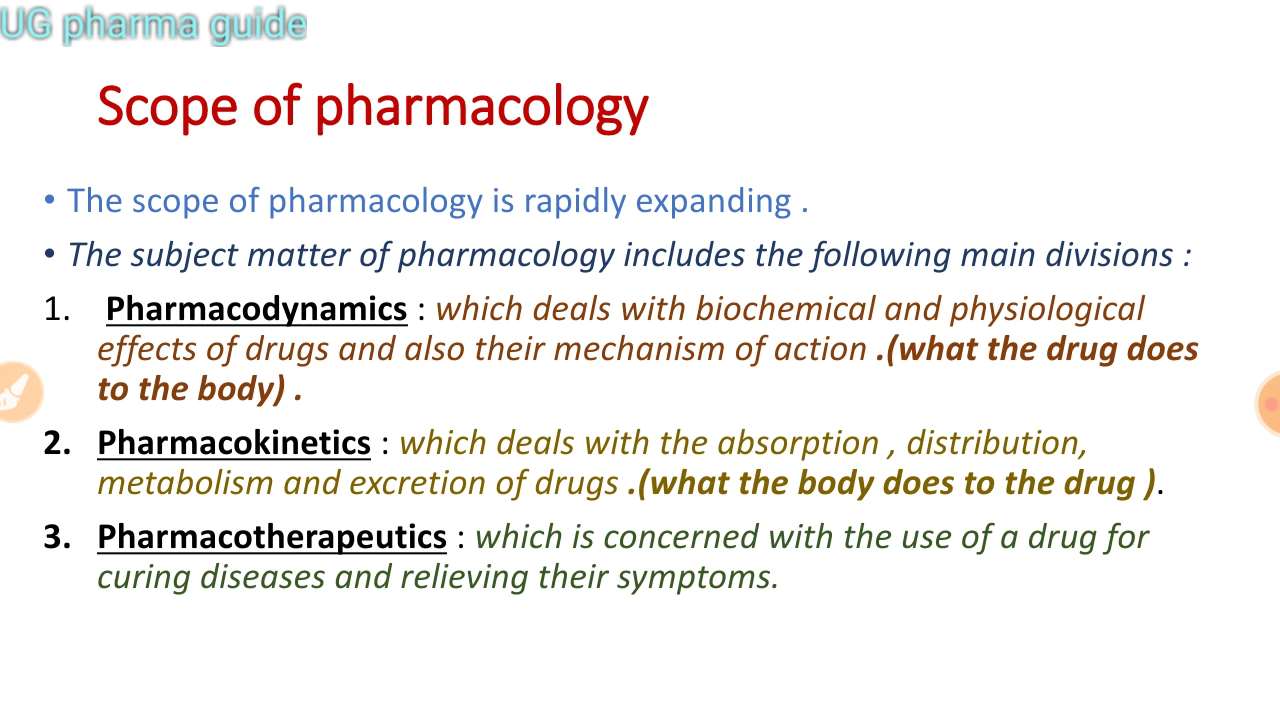 UG pharma guide
Scope of pharmacology
• The scope of pharmacology is rapidly expanding .
• The subject matter of pharmacology includes the following main divisions :
1. Pharmacodynamics : which deals with biochemical and physiological
effects of drugs and also their mechanism of action .(what the drug does
to the body) .
2. Pharmacokinetics : which deals with the absorption , distribution,
metabolism and excretion of drugs .(what the body does to the drug ).
3. Pharmacotherapeutics : which is concerned with the use of a drug for
curing diseases and relieving their symptoms.